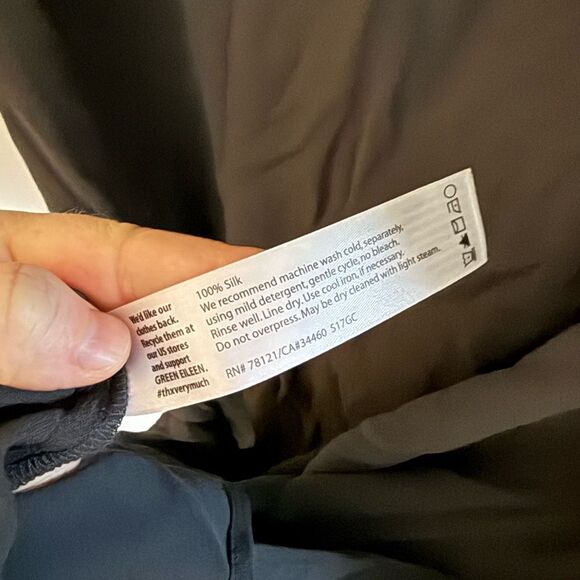 We'd like our
clothes back.
Recycle them at
our US stores
and support
GREEN EILEEN.
#thxverymuch
100% Silk
We recommend machine wash cold, separately,
using mild detergent, gentle cycle, no bleach.
Rinse well. Line dry. Use cool iron, if necessary.
Do not overpress. May be dry cleaned with light steam.
RN# 78121/CA#34460 S17GC